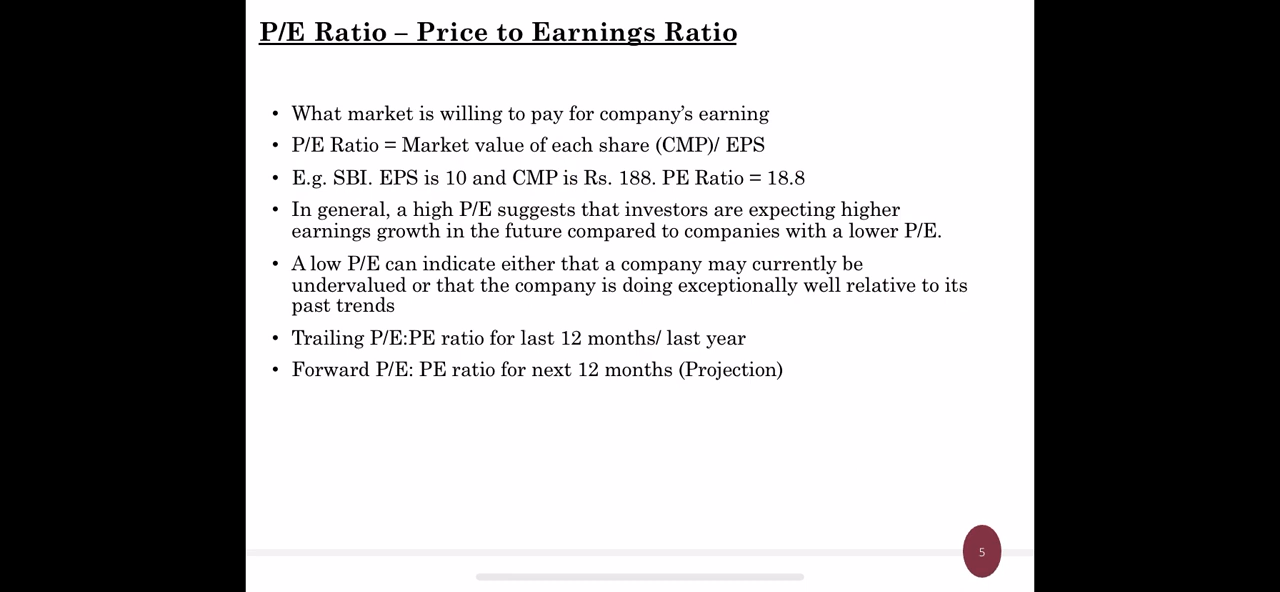 P/E Ratio – Price to Earnings Ratio
• What market is willing to pay for company's earning
• P/E Ratio = Market value of each share (CMP)/ EPS
• E.g. SBI. EPS is 10 and CMP is Rs. 188. PE Ratio = 18.8
• In general, a high P/E suggests that investors are expecting higher
earnings growth in the future compared to companies with a lower P/E.
• A low P/E can indicate either that a company may currently be
undervalued or that the company is doing exceptionally well relative to its
past trends
• Trailing P/E:PE ratio for last 12 months/ last year
• Forward P/E: PE ratio for next 12 months (Projection)
5